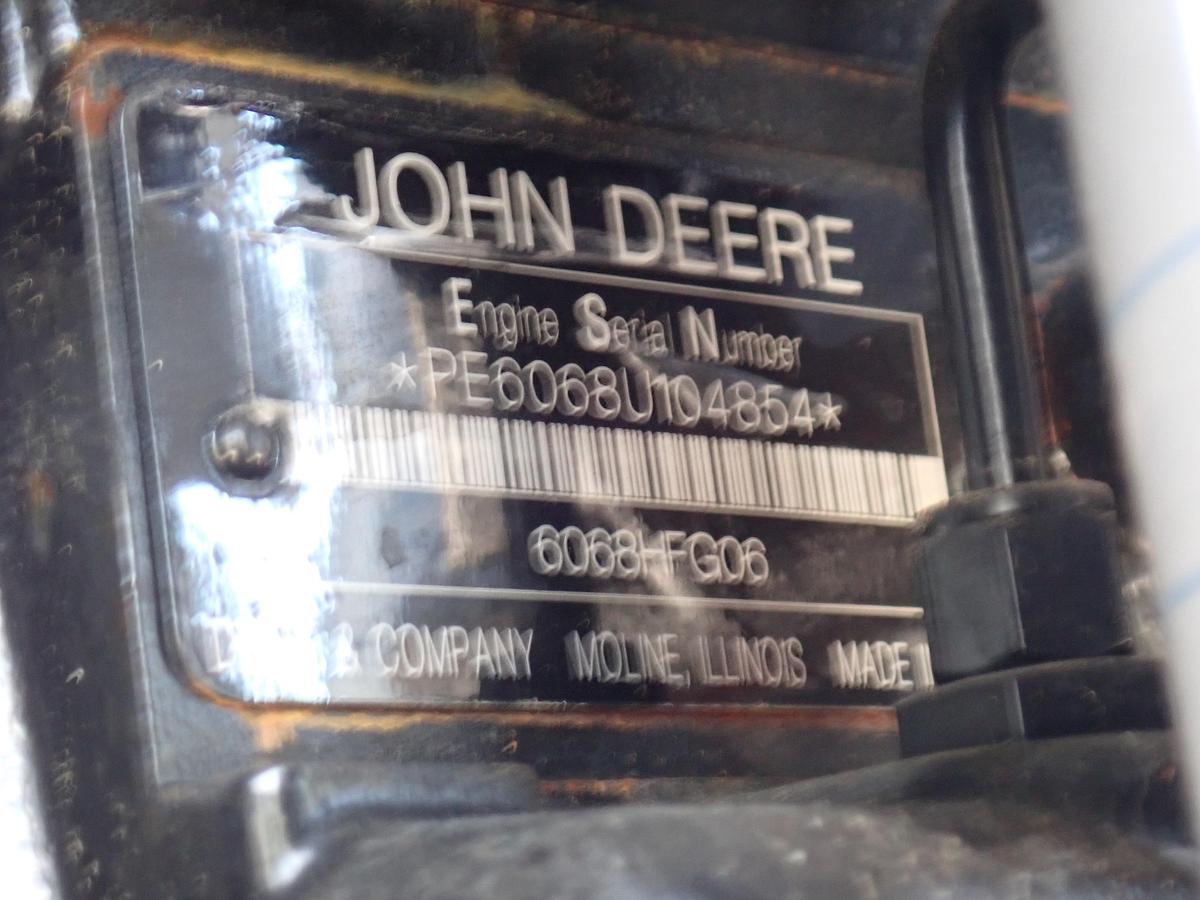 JOHN DEERE
Engine Serial Number
*PE6068U104854*
6068HFG06
& COMPANY MOLINE, ILLINOIS MADE